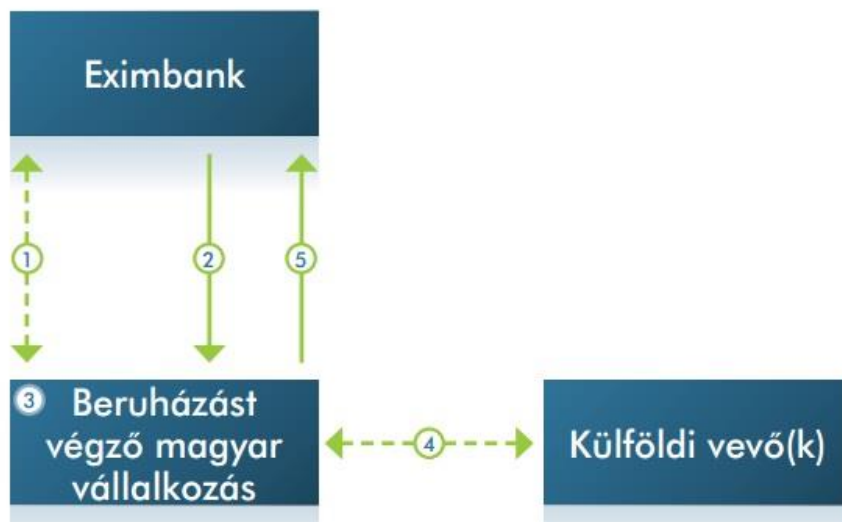 Eximbank
1
2
5
3
Beruházást
végző magyar
vállalkozás
4
Külföldi vevő(k)